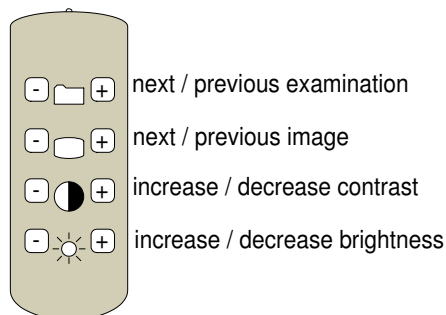 - + next / previous examination
- + next / previous image
- + increase / decrease contrast
- + increase / decrease brightness